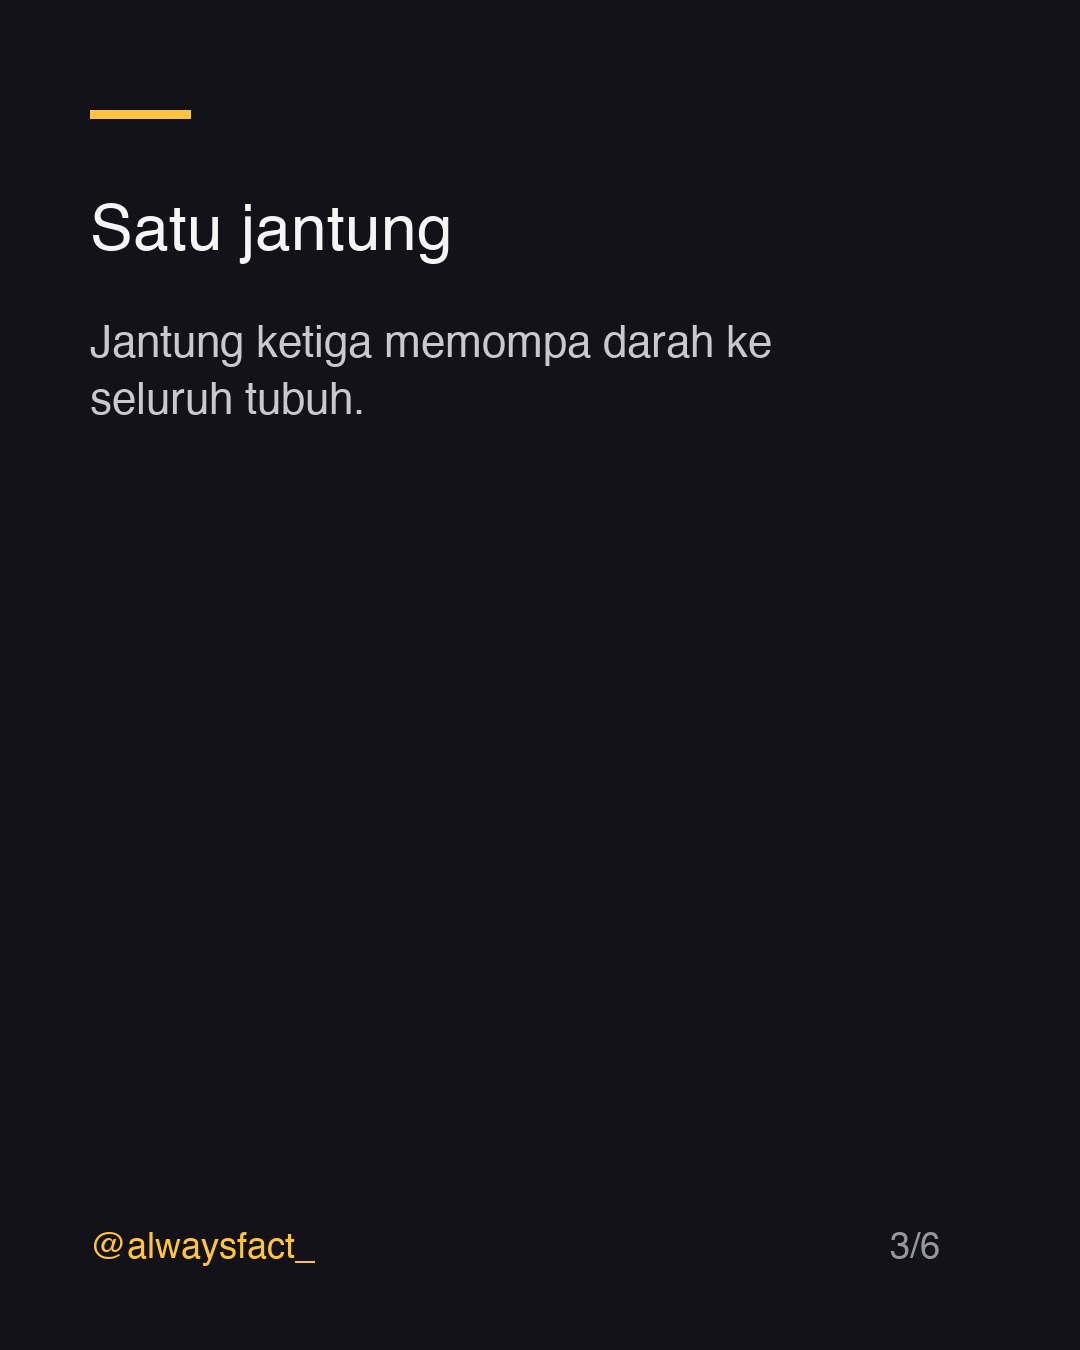 Satu jantung
Jantung ketiga memompa darah ke
seluruh tubuh.
@alwaysfact_
3/6